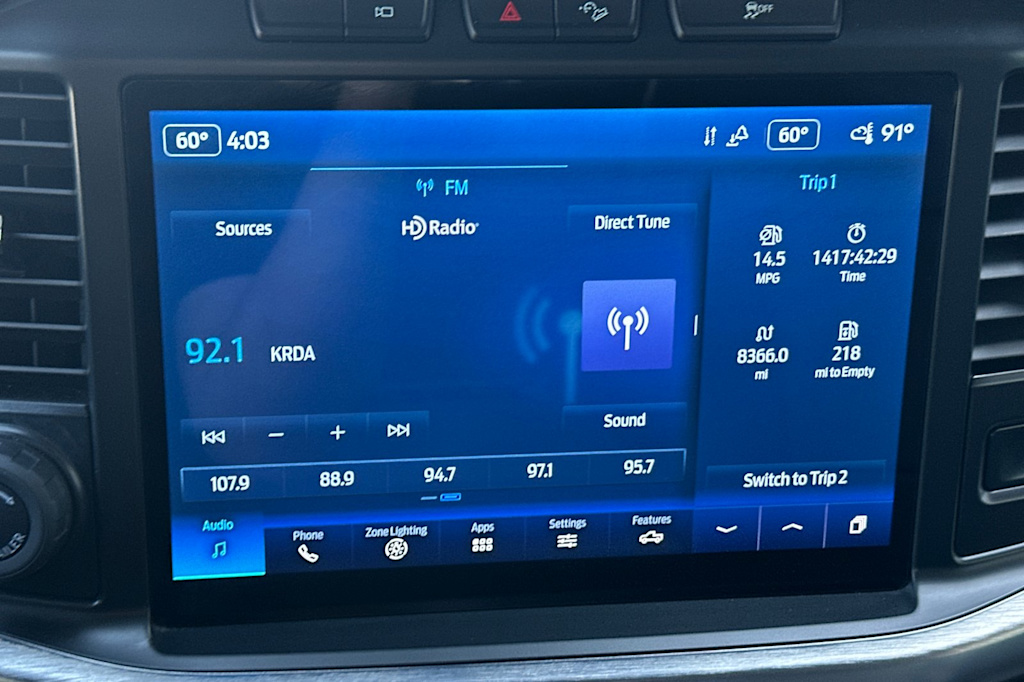 OFF
60° 4:03
60° 91°
FM
Trip 1
Sources
HD Radio
Direct Tune
14.5
MPG
1417:42:29
Time
92.1 KRDA
8366.0
mi
218
mi to Empty
Sound
107.9 88.9 94.7 97.1 95.7
Switch to Trip 2
Audio
Phone
Zone Lighting
Apps
Settings
Features